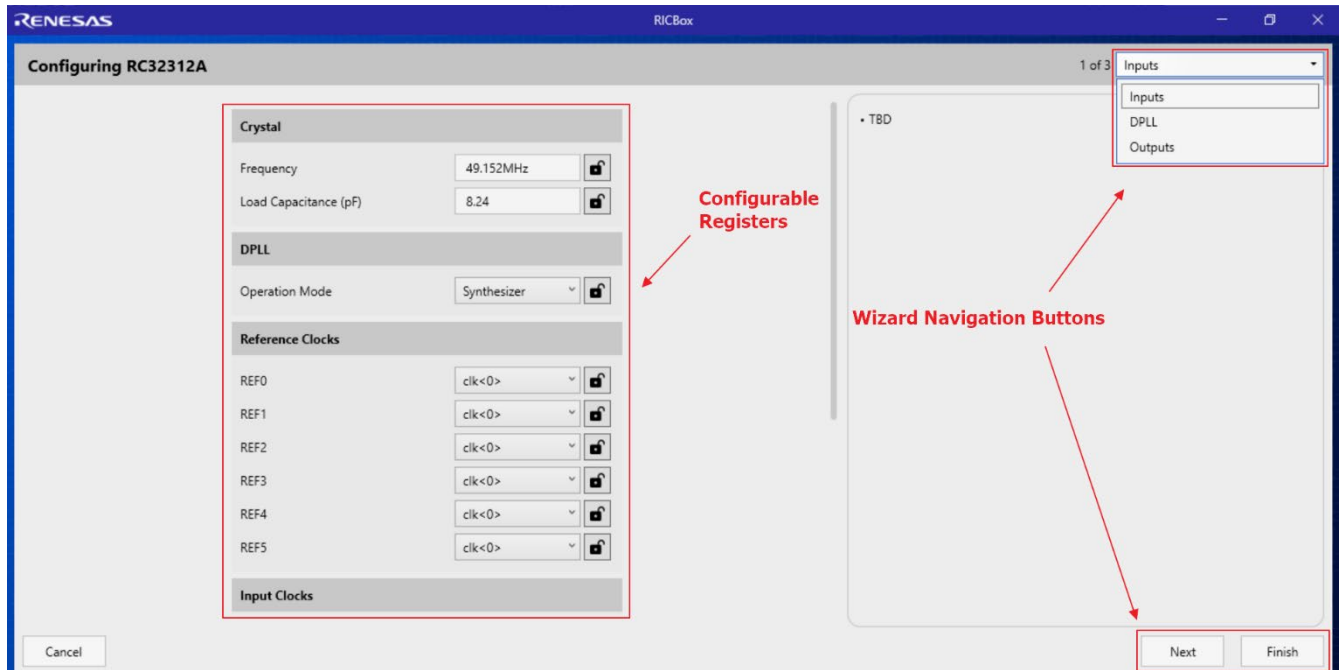 RENESAS
RICBox
Configuring RC32312A
1 of 3 Inputs
Inputs
DPLL
Outputs
Crystal
Frequency 49.152MHz
Load Capacitance (pF) 8.24
DPLL
Operation Mode Synthesizer
Reference Clocks
REF0 clk<0>
REF1 clk<0>
REF2 clk<0>
REF3 clk<0>
REF4 clk<0>
REF5 clk<0>
Input Clocks
Configurable
Registers
• TBD
Wizard Navigation Buttons
Cancel
Next
Finish